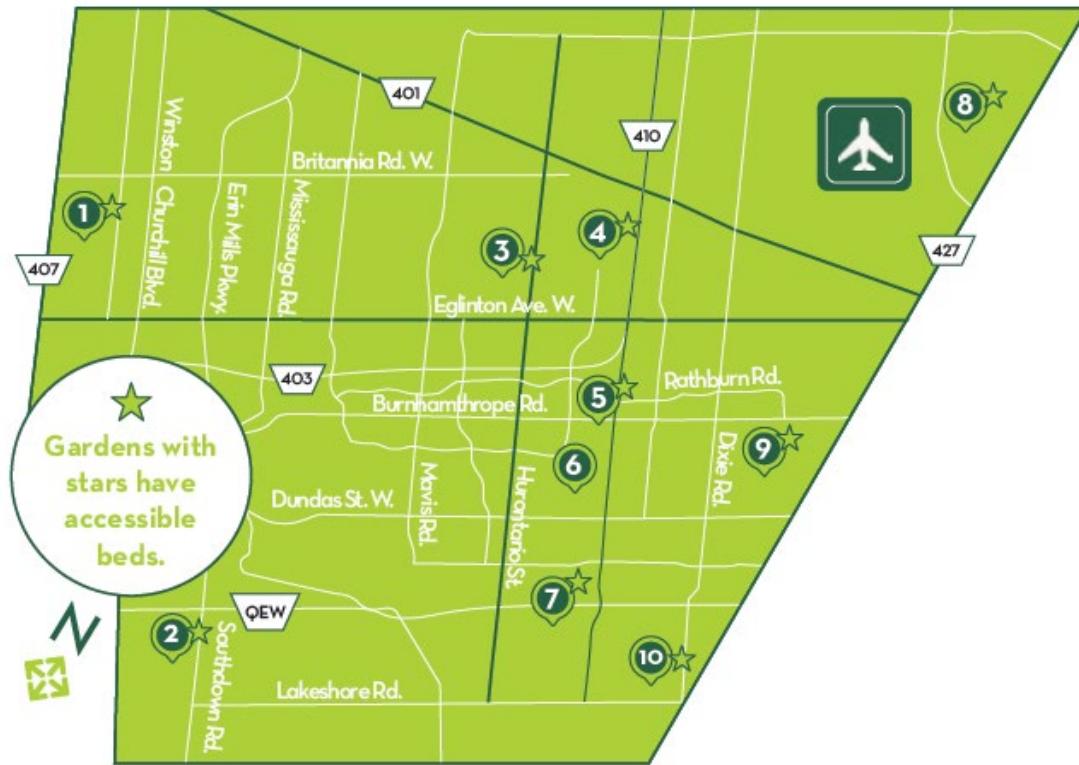 401
8
410
Winston Churchill Blvd.
Britannia Rd. W.
Erin Mills Pkwy.
Mississauga Rd.
1
3
4
427
407
Eglinton Ave. W.
403
Rathburn Rd.
5
Burnhamthrope Rd.
Gardens with
stars have
accessible
beds.
9
6
Mavis Rd.
Hurontario St.
Dixie Rd.
Dundas St. W.
7
QEW
N
2
Southdown Rd.
10
Lakeshore Rd.